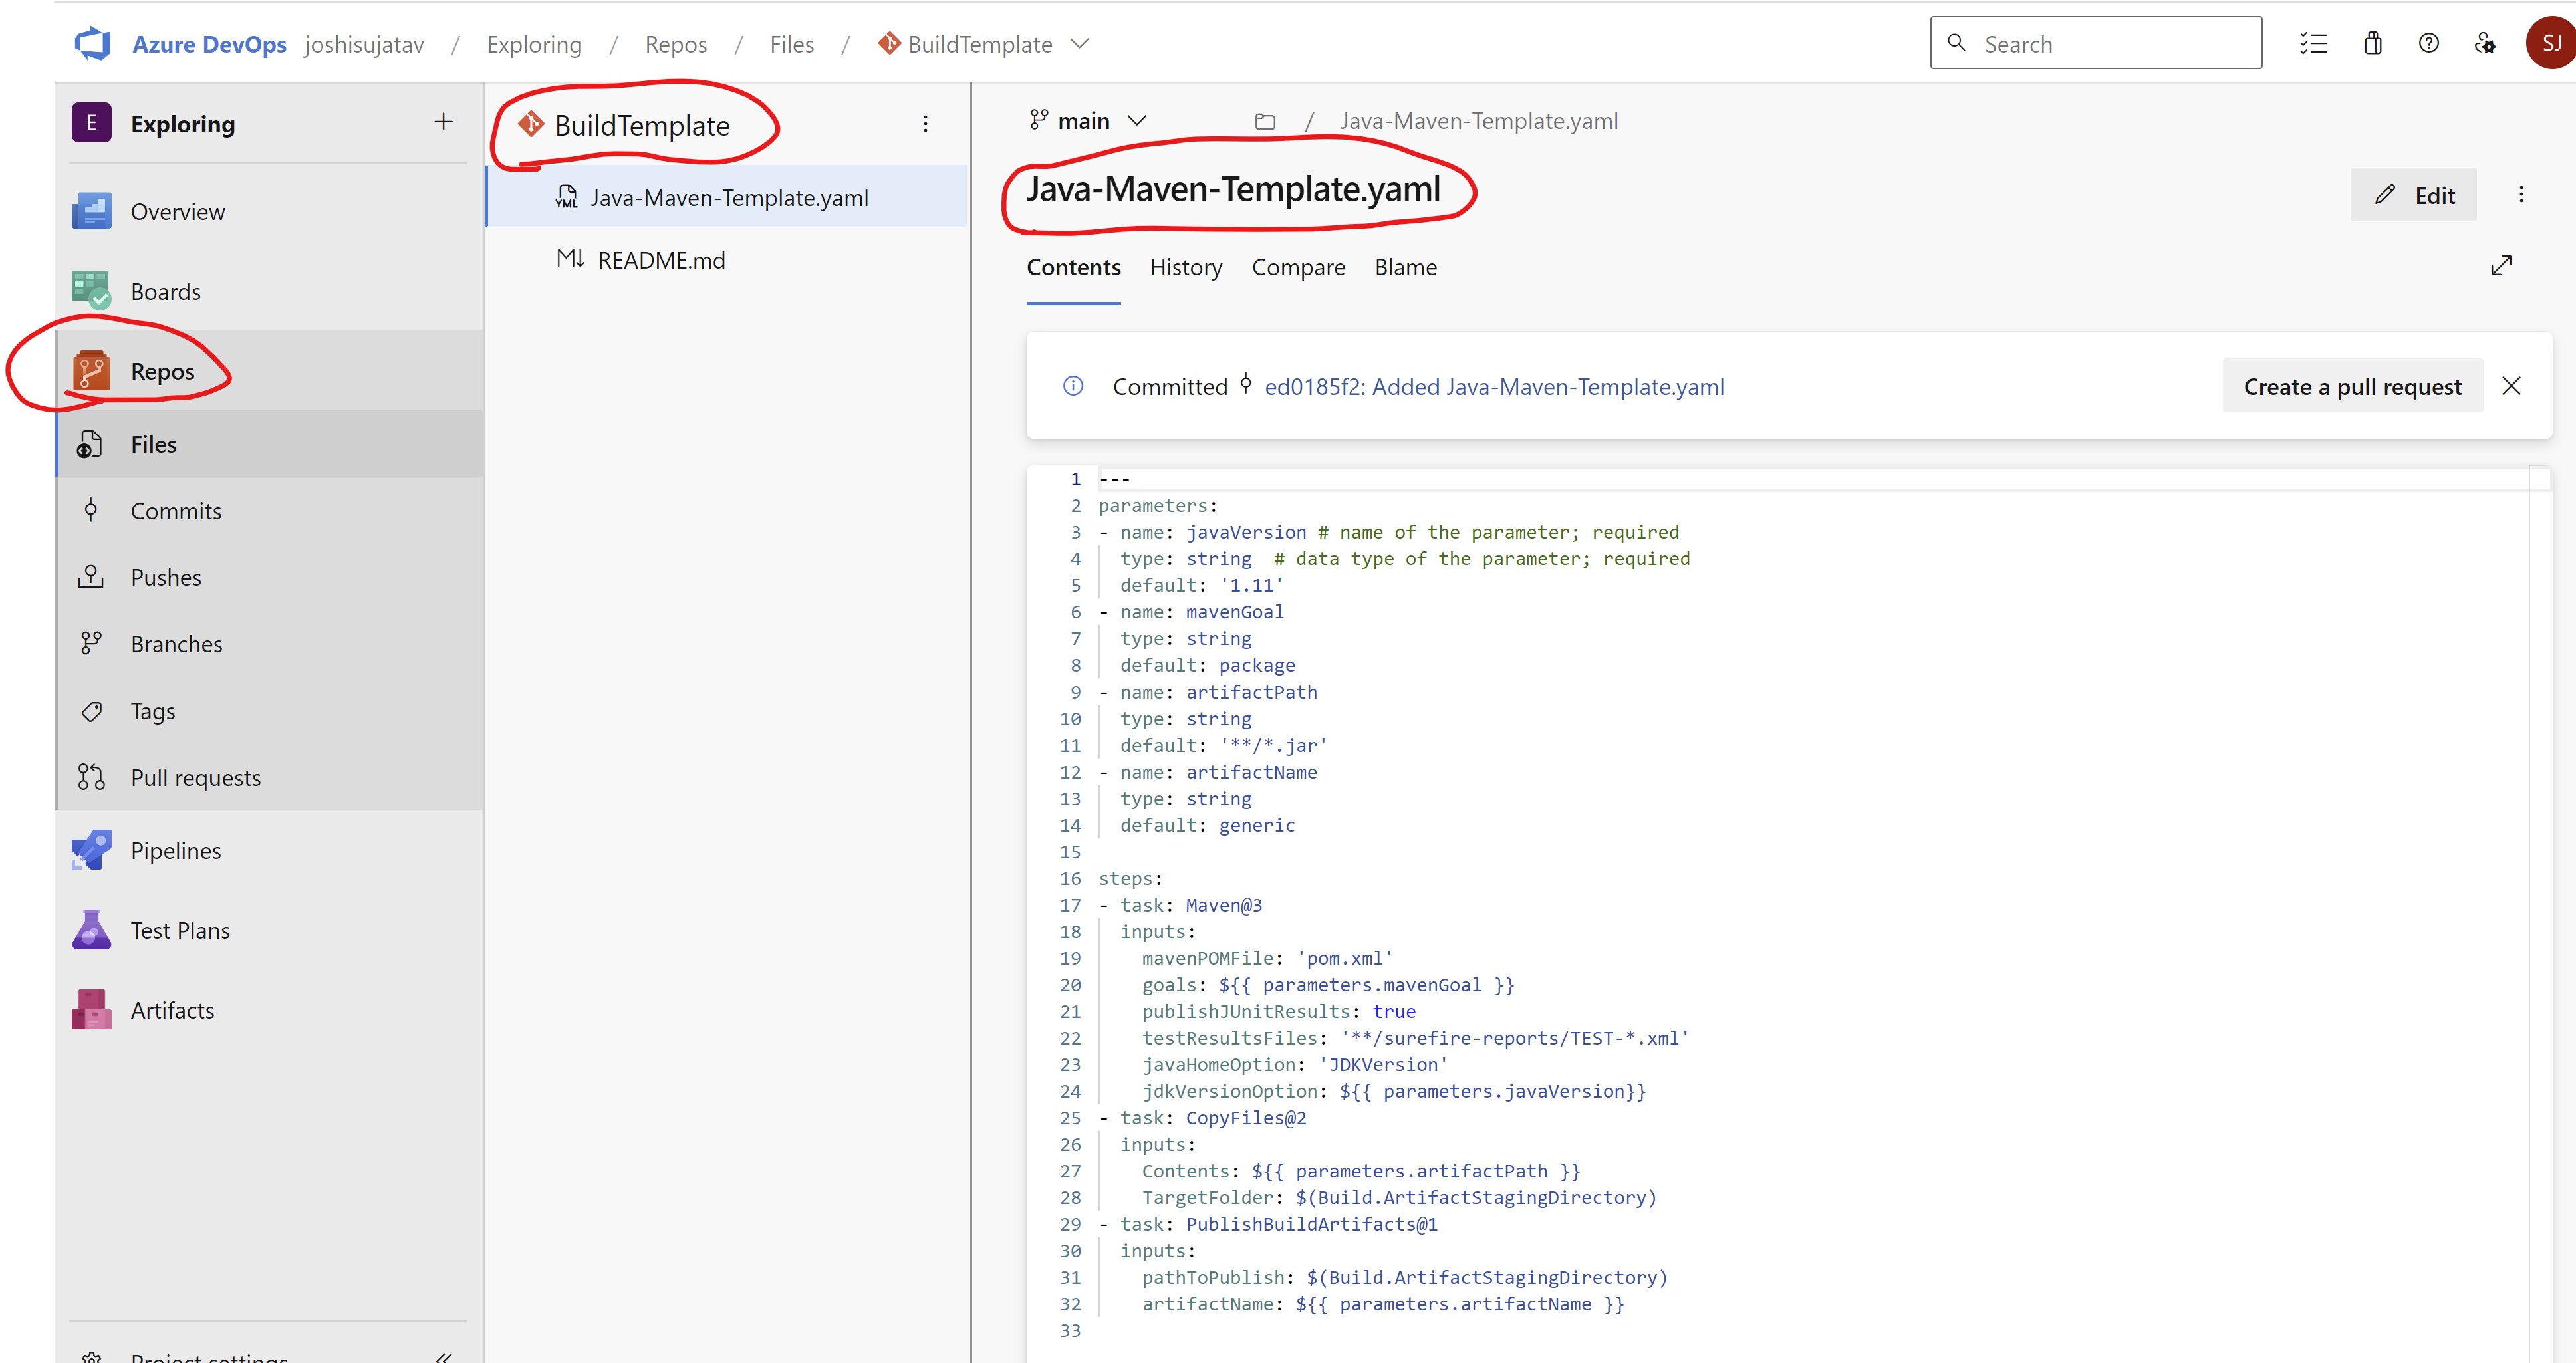 Azure DevOps joshisujatav / Exploring / Repos / Files / BuildTemplate
Search
SJ
E Exploring
Overview
Boards
Repos
Files
Commits
Pushes
Branches
Tags
Pull requests
Pipelines
Test Plans
Artifacts
Project settings
BuildTemplate
YML Java-Maven-Template.yaml
M↓ README.md
main / Java-Maven-Template.yaml
Java-Maven-Template.yaml
Edit
Contents History Compare Blame
Committed ed0185f2: Added Java-Maven-Template.yaml
Create a pull request
1 ---
2 parameters:
3 - name: javaVersion # name of the parameter; required
4 type: string # data type of the parameter; required
5 default: '1.11'
6 - name: mavenGoal
7 type: string
8 default: package
9 - name: artifactPath
10 type: string
11 default: '**/*.jar'
12 - name: artifactName
13 type: string
14 default: generic
15
16 steps:
17 - task: Maven@3
18 inputs:
19 mavenPOMFile: 'pom.xml'
20 goals: ${{ parameters.mavenGoal }}
21 publishJUnitResults: true
22 testResultsFiles: '**/surefire-reports/TEST-*.xml'
23 javaHomeOption: 'JDKVersion'
24 jdkVersionOption: ${{ parameters.javaVersion}}
25 - task: CopyFiles@2
26 inputs:
27 Contents: ${{ parameters.artifactPath }}
28 TargetFolder: $(Build.ArtifactStagingDirectory)
29 - task: PublishBuildArtifacts@1
30 inputs:
31 pathToPublish: $(Build.ArtifactStagingDirectory)
32 artifactName: ${{ parameters.artifactName }}
33